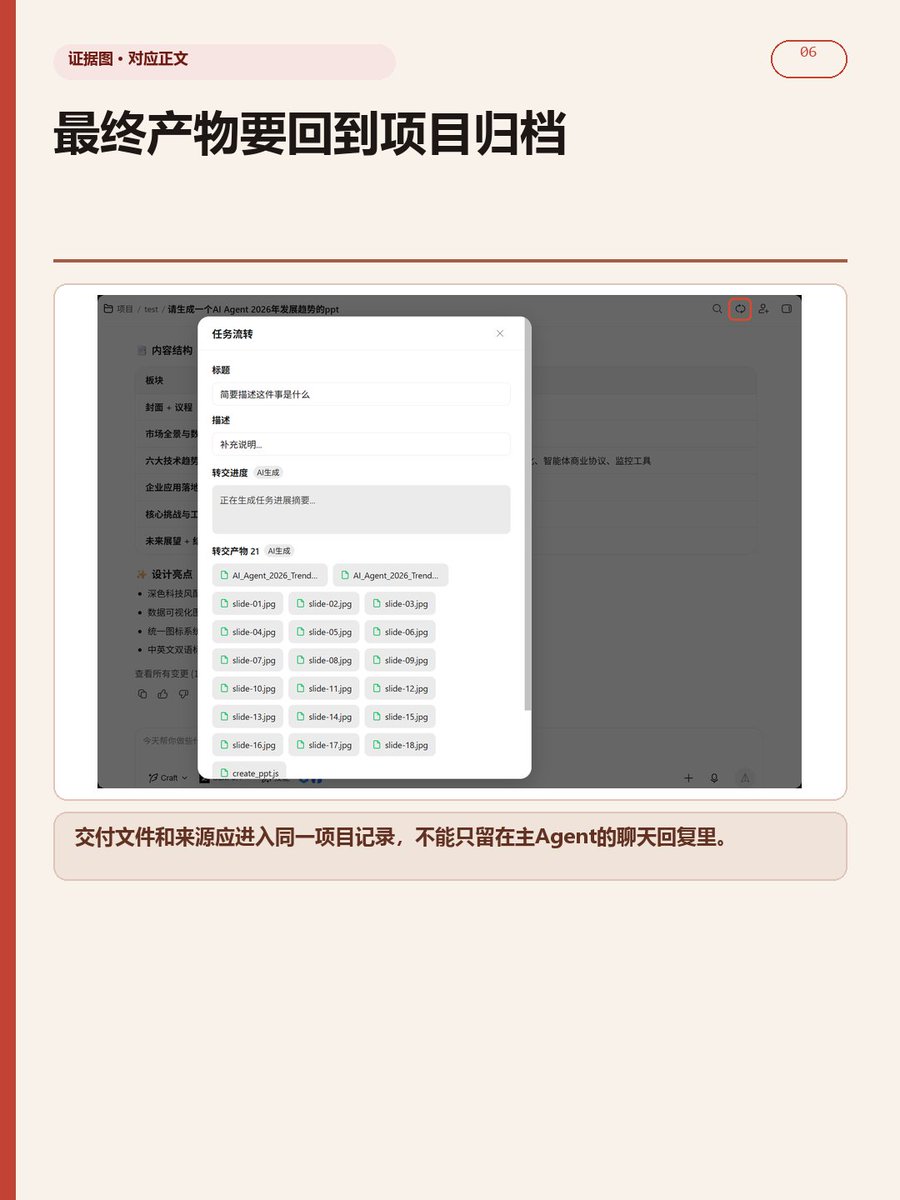 证据图·对应正文
06
最终产物要回到项目归档
项目 / test / 请生成一个AI Agent 2026年发展趋势的ppt
任务流转
内容结构
标题
板块
简要描述这件事是什么
封面 + 议程
描述
市场全景与数
补充说明...
六大技术趋势
、智能体商业协议、监控工具
转交进度 AI生成
企业应用落地
正在生成任务进展摘要...
核心挑战与工
未来展望 +
转交产物 21 AI生成
设计亮点
AI_Agent_2026_Trend... AI_Agent_2026_Trend...
深色科技风
slide-01.jpg slide-02.jpg slide-03.jpg
数据可视化
统一图标系
slide-04.jpg slide-05.jpg slide-06.jpg
中英文双语
slide-07.jpg slide-08.jpg slide-09.jpg
查看所有变更
slide-10.jpg slide-11.jpg slide-12.jpg
slide-13.jpg slide-14.jpg slide-15.jpg
今天帮你做些
slide-16.jpg slide-17.jpg slide-18.jpg
Craft
create_ppt.js
交付文件和来源应进入同一项目记录，不能只留在主Agent的聊天回复里。